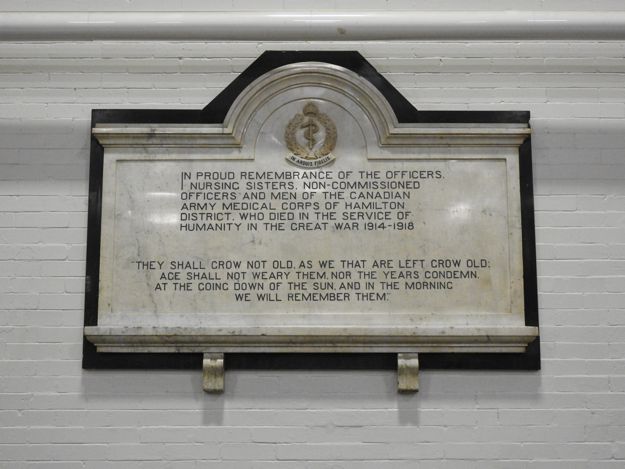 IN ARDUIS FIDELIS
IN PROUD REMEMBRANCE OF THE OFFICERS,
NURSING SISTERS, NON-COMMISSIONED
OFFICERS AND MEN OF THE CANADIAN
ARMY MEDICAL CORPS OF HAMILTON
DISTRICT, WHO DIED IN THE SERVICE OF
HUMANITY IN THE GREAT WAR 1914-1918
"THEY SHALL GROW NOT OLD, AS WE THAT ARE LEFT GROW OLD:
AGE SHALL NOT WEARY THEM, NOR THE YEARS CONDEMN.
AT THE GOING DOWN OF THE SUN, AND IN THE MORNING
WE WILL REMEMBER THEM."